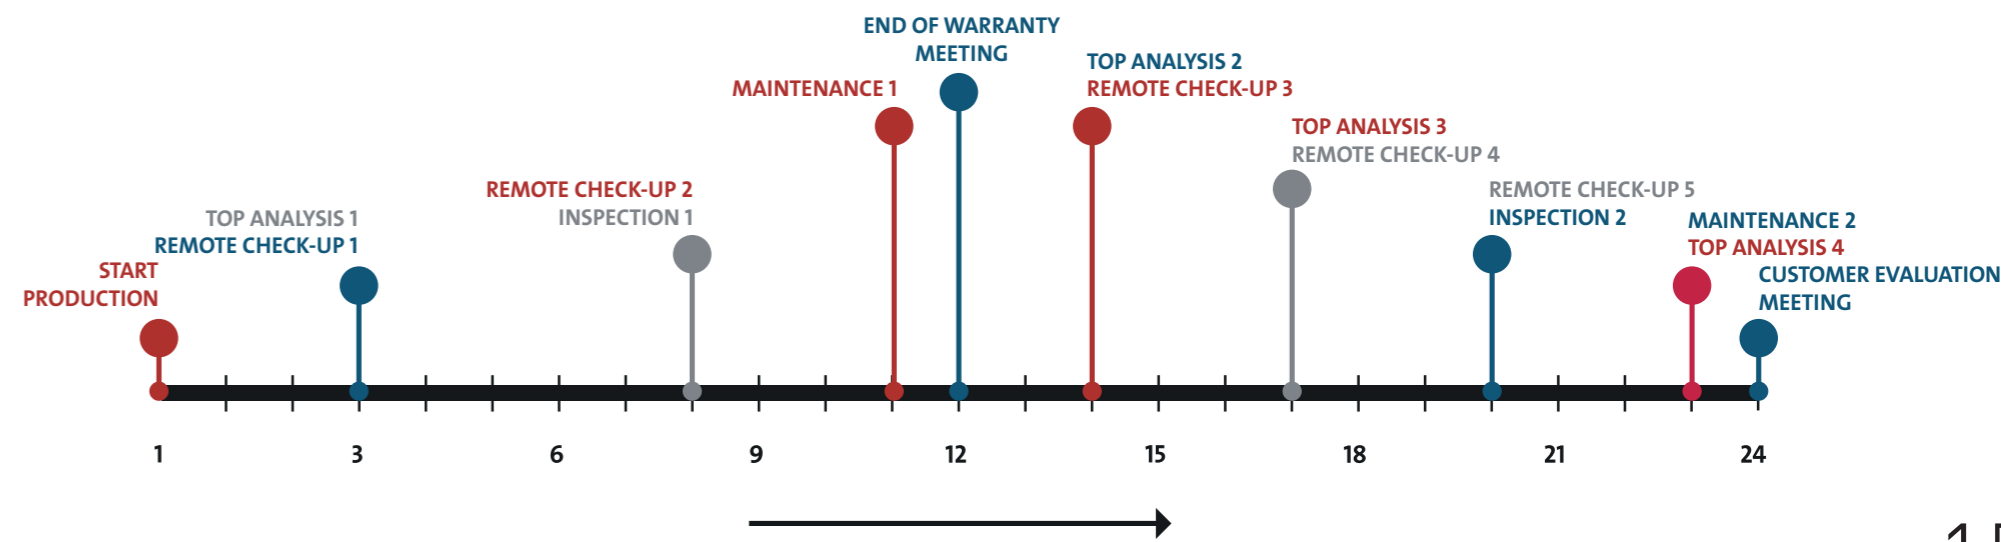 START
PRODUCTION
TOP ANALYSIS 1
REMOTE CHECK-UP 1
REMOTE CHECK-UP 2
INSPECTION 1
MAINTENANCE 1
END OF WARRANTY
MEETING
TOP ANALYSIS 2
REMOTE CHECK-UP 3
TOP ANALYSIS 3
REMOTE CHECK-UP 4
REMOTE CHECK-UP 5
INSPECTION 2
MAINTENANCE 2
TOP ANALYSIS 4
CUSTOMER EVALUATION
MEETING
1 3 6 9 12 15 18 21 24